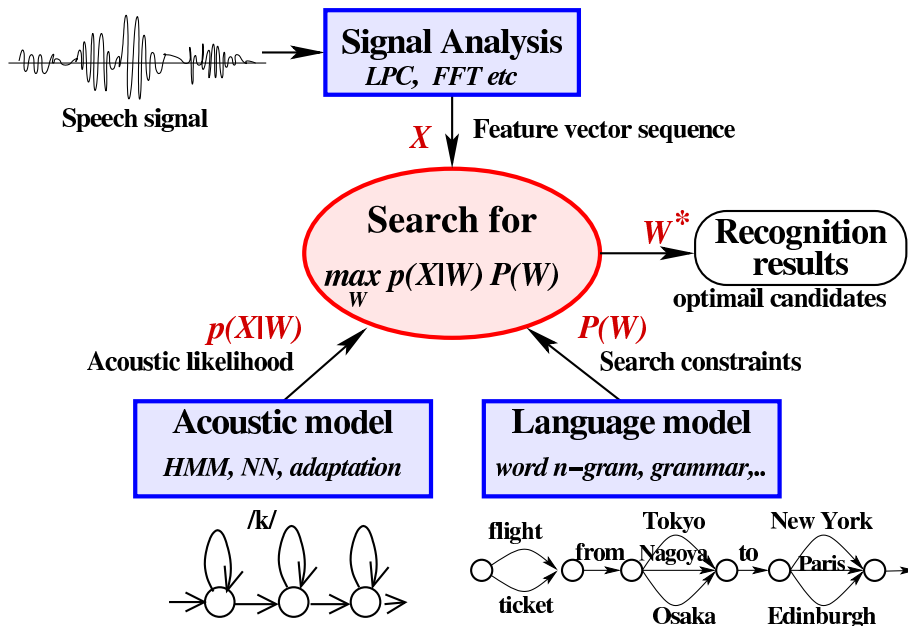 Signal Analysis
LPC, FFT etc
Speech signal
X
Feature vector sequence
Search for
max p(X|W) P(W)
W
W*
Recognition
results
optimail candidates
p(X|W)
Acoustic likelihood
P(W)
Search constraints
Acoustic model
HMM, NN, adaptation
Language model
word n-gram, grammar,..
/k/
flight
ticket
from
Tokyo
Nagoya
Osaka
to
New York
Paris
Edinburgh